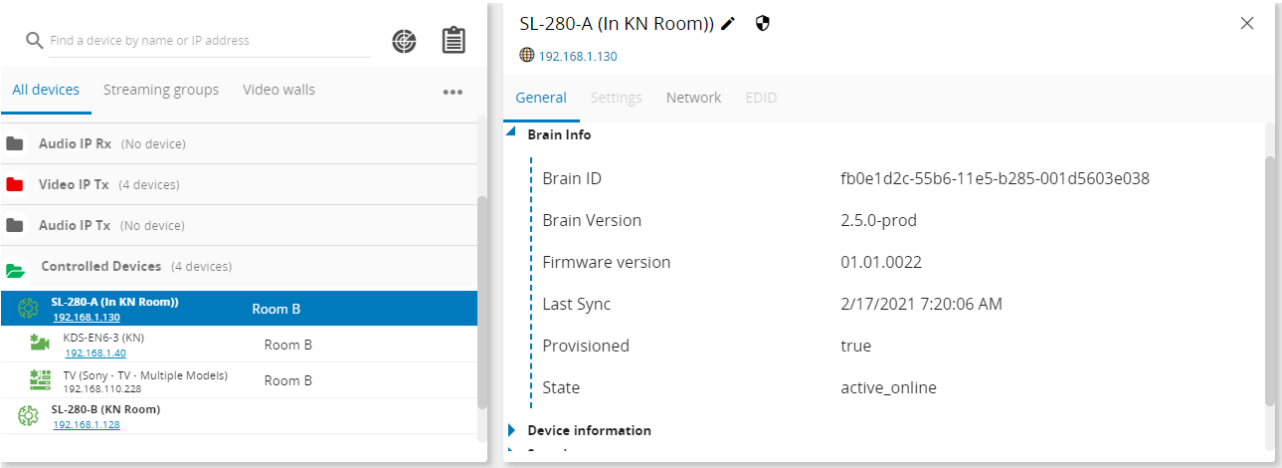 Find a device by name or IP address
All devices Streaming groups Video walls
Audio IP Rx (No device)
Video IP Tx (4 devices)
Audio IP Tx (No device)
Controlled Devices (4 devices)
SL-280-A (In KN Room)) Room B
192.168.1.130
KDS-EN6-3 (KN) Room B
192.168.1.40
TV (Sony - TV - Multiple Models) Room B
192.168.110.228
SL-280-B (KN Room)
192.168.1.128
SL-280-A (In KN Room))
192.168.1.130
General Settings Network EDID
Brain Info
Brain ID fb0e1d2c-55b6-11e5-b285-001d5603e038
Brain Version 2.5.0-prod
Firmware version 01.01.0022
Last Sync 2/17/2021 7:20:06 AM
Provisioned true
State active_online
Device information